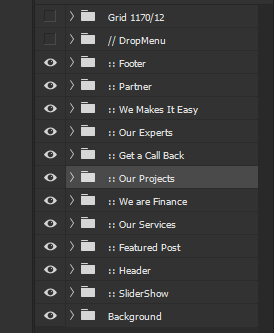 Grid 1170/12
// DropMenu
:: Footer
:: Partner
:: We Makes It Easy
:: Our Experts
:: Get a Call Back
:: Our Projects
:: We are Finance
:: Our Services
:: Featured Post
:: Header
:: SliderShow
Background